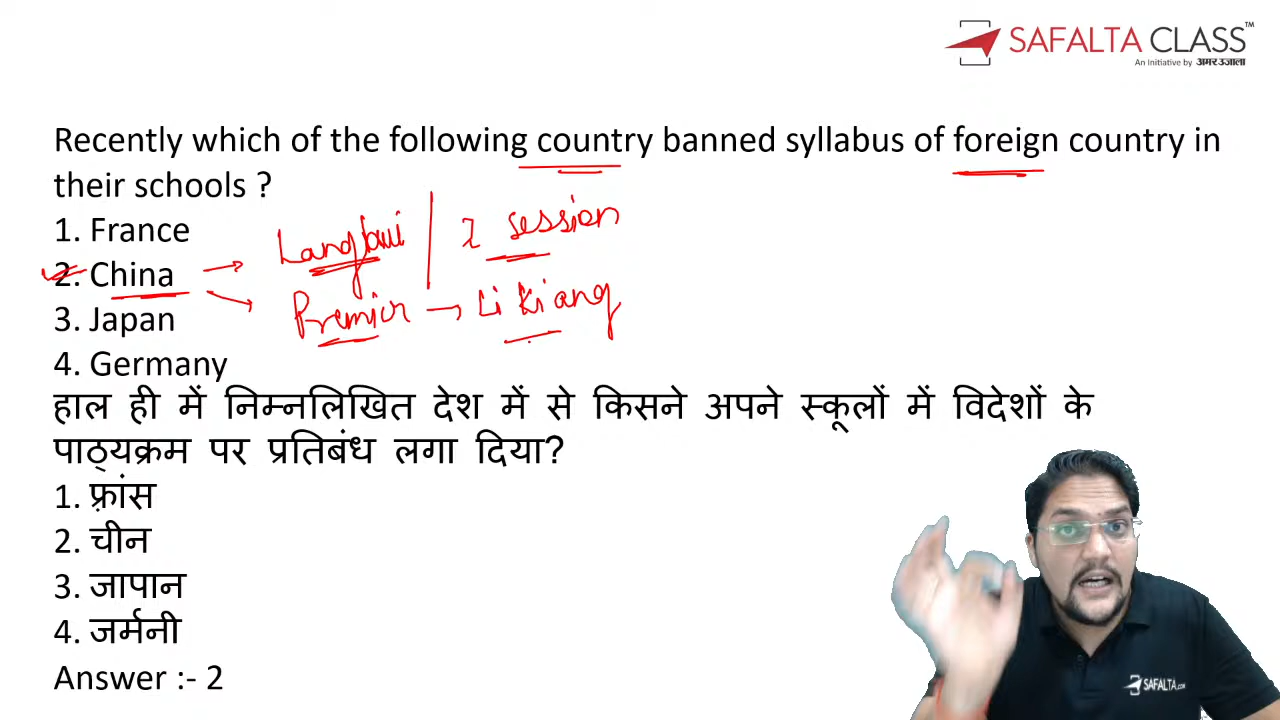 SAFALTA CLASS™
An Initiative by अमर उजाला
Recently which of the following country banned syllabus of foreign country in
their schools ?
1. France
2. China
3. Japan
4. Germany
Premier → Li
2 session
हाल ही में निम्नलिखित देश में से किसने अपने स्कूलों में विदेशों के
पाठ्यक्रम पर प्रतिबंध लगा दिया?
1. फ़्रांस
2. चीन
3. जापान
4. जर्मनी
Answer :- 2
SAFALTA.COM